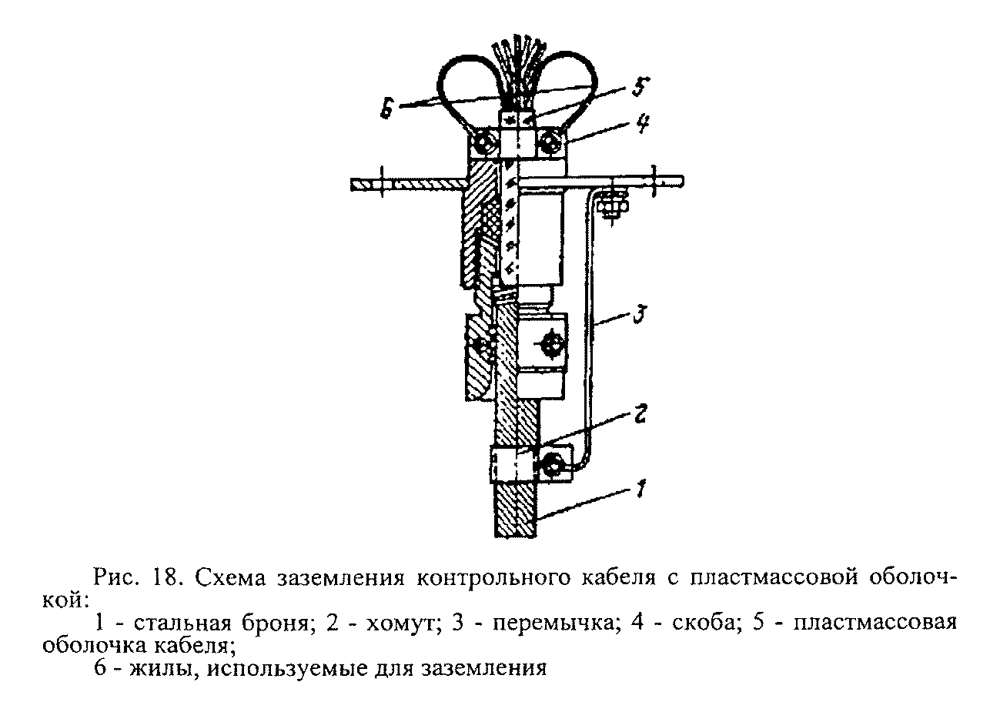 5
6
4
3
2
1
Рис. 18. Схема заземления контрольного кабеля с пластмассовой оболоч-
кой:
1 - стальная броня; 2 - хомут; 3 - перемычка; 4 - скоба; 5 - пластмассовая
оболочка кабеля;
6 - жилы, используемые для заземления